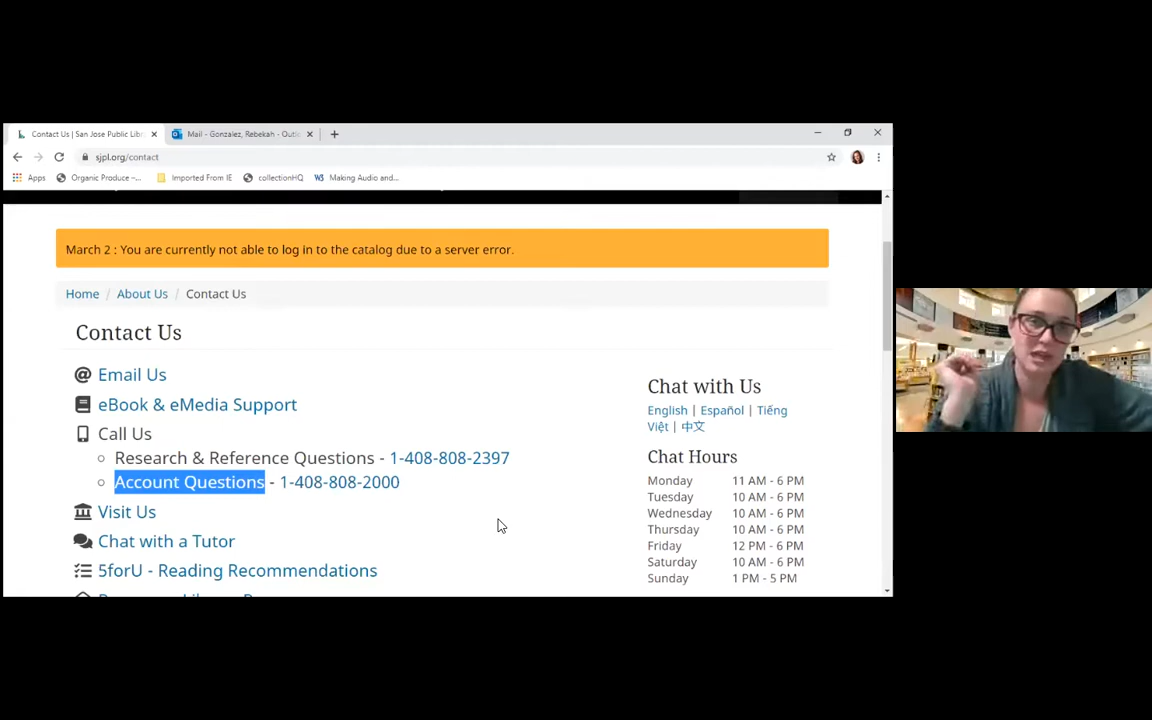 Contact Us | San Jose Public Libr
Mail - Gonzalez, Rebekah - Outlo
sjpl.org/contact
Apps
Organic Produce –...
Imported From IE
collectionHQ
W3 Making Audio and...
March 2 : You are currently not able to log in to the catalog due to a server error.
Home / About Us / Contact Us
Contact Us
Email Us
eBook & eMedia Support
Call Us
Research & Reference Questions - 1-408-808-2397
Account Questions - 1-408-808-2000
Visit Us
Chat with a Tutor
5forU - Reading Recommendations
Chat with Us
English | Español | Tiếng
Việt | 中文
Chat Hours
Monday 11 AM - 6 PM
Tuesday 10 AM - 6 PM
Wednesday 10 AM - 6 PM
Thursday 10 AM - 6 PM
Friday 12 PM - 6 PM
Saturday 10 AM - 6 PM
Sunday 1 PM - 5 PM